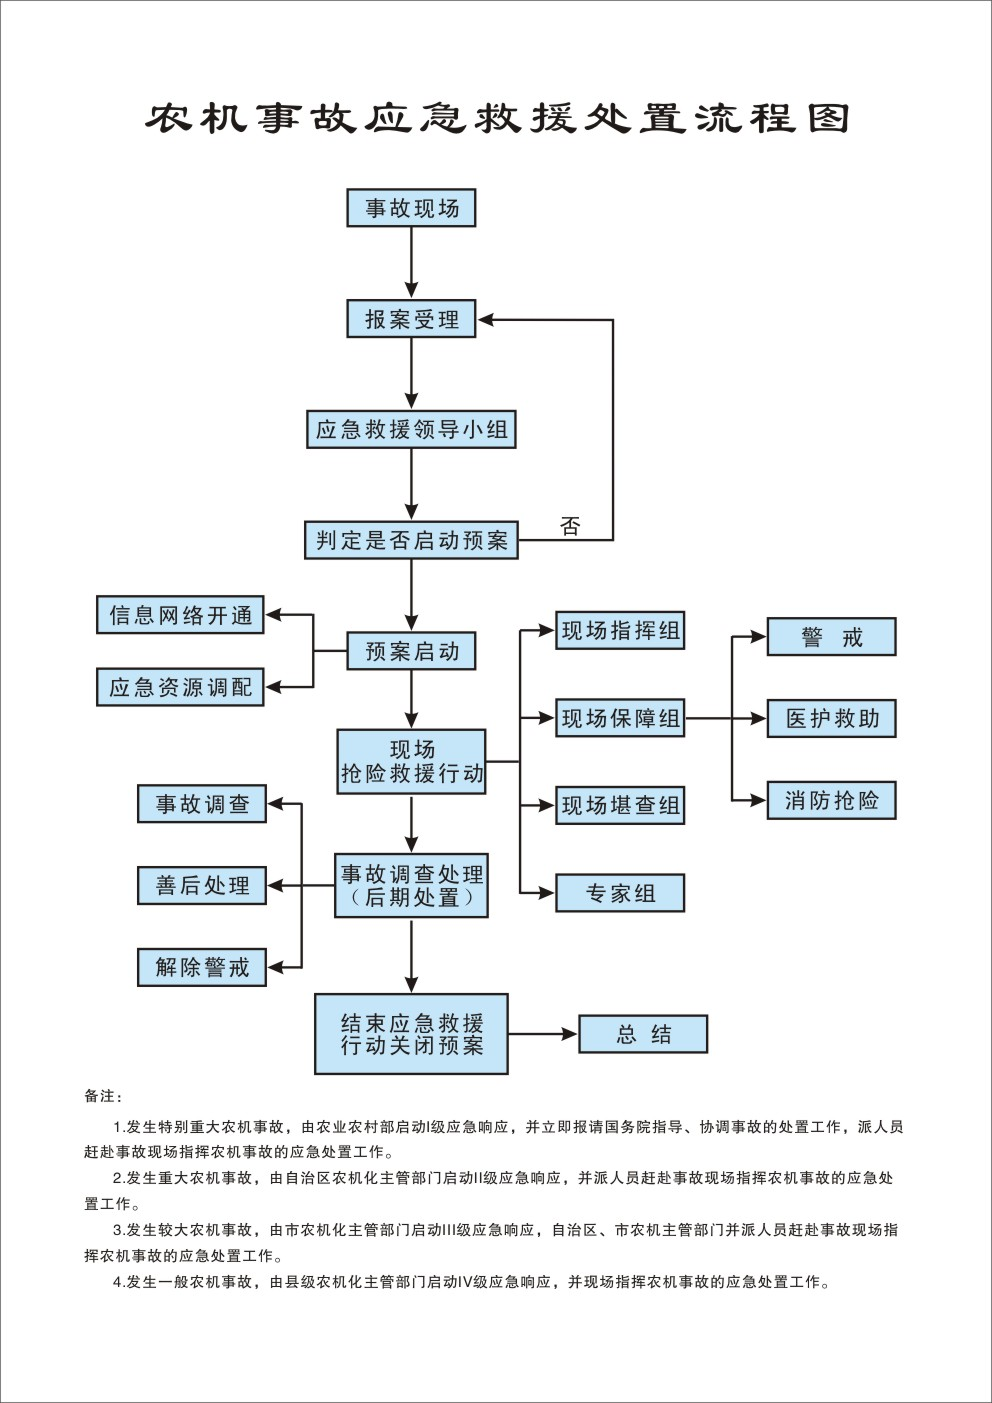 农机事故应急救援处置流程图
事故现场
报案受理
应急救援领导小组
判定是否启动预案
否
信息网络开通
应急资源调配
预案启动
现场指挥组
警 戒
现场保障组
医护救助
现场
抢险救援行动
现场堪查组
消防抢险
事故调查
事故调查处理
（后期处置）
善后处理
专家组
解除警戒
结束应急救援
行动关闭预案
总 结
备注：
1.发生特别重大农机事故，由农业农村部启动I级应急响应，并立即报请国务院指导、协调事故的处置工作，派人员
赶赴事故现场指挥农机事故的应急处置工作。
2.发生重大农机事故，由自治区农机化主管部门启动II级应急响应，并派人员赶赴事故现场指挥农机事故的应急处
置工作。
3.发生较大农机事故，由市农机化主管部门启动III级应急响应，自治区、市农机主管部门并派人员赶赴事故现场指
挥农机事故的应急处置工作。
4.发生一般农机事故，由县级农机化主管部门启动IV级应急响应，并现场指挥农机事故的应急处置工作。